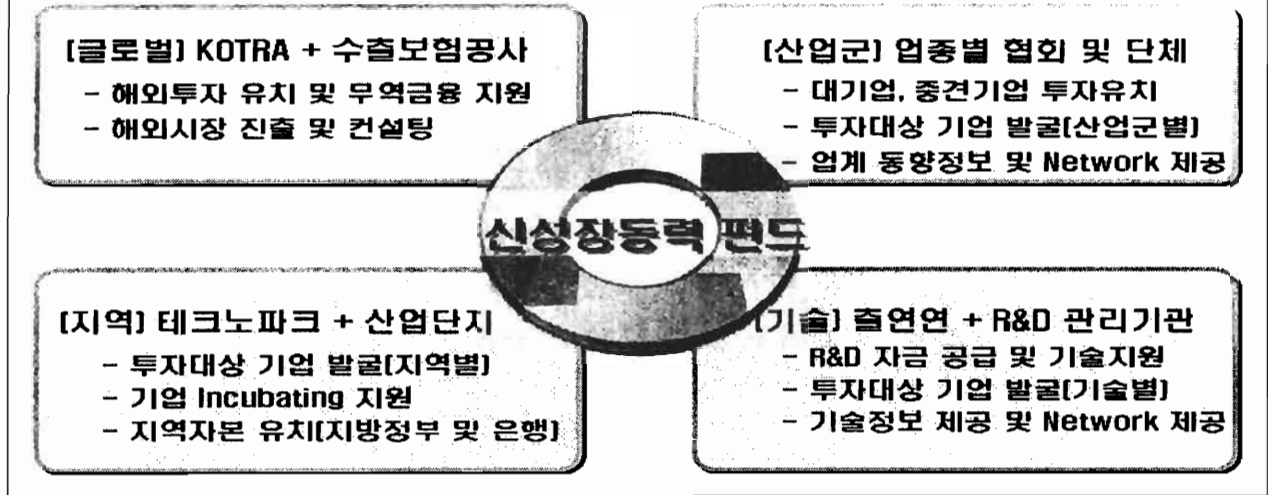 [글로벌] KOTRA + 수출보험공사
- 해외투자 유치 및 무역금융 지원
- 해외시장 진출 및 컨설팅
[산업군] 업종별 협회 및 단체
- 대기업, 중견기업 투자유치
- 투자대상 기업 발굴(산업군별)
- 업계 동향정보 및 Network 제공
신성장동력 펀드
[지역] 테크노파크 + 산업단지
- 투자대상 기업 발굴(지역별)
- 기업 Incubating 지원
- 지역자본 유치(지방정부 및 은행)
[기술] 출연연 + R&D 관리기관
- R&D 자금 공급 및 기술지원
- 투자대상 기업 발굴(기술별)
- 기술정보 제공 및 Network 제공